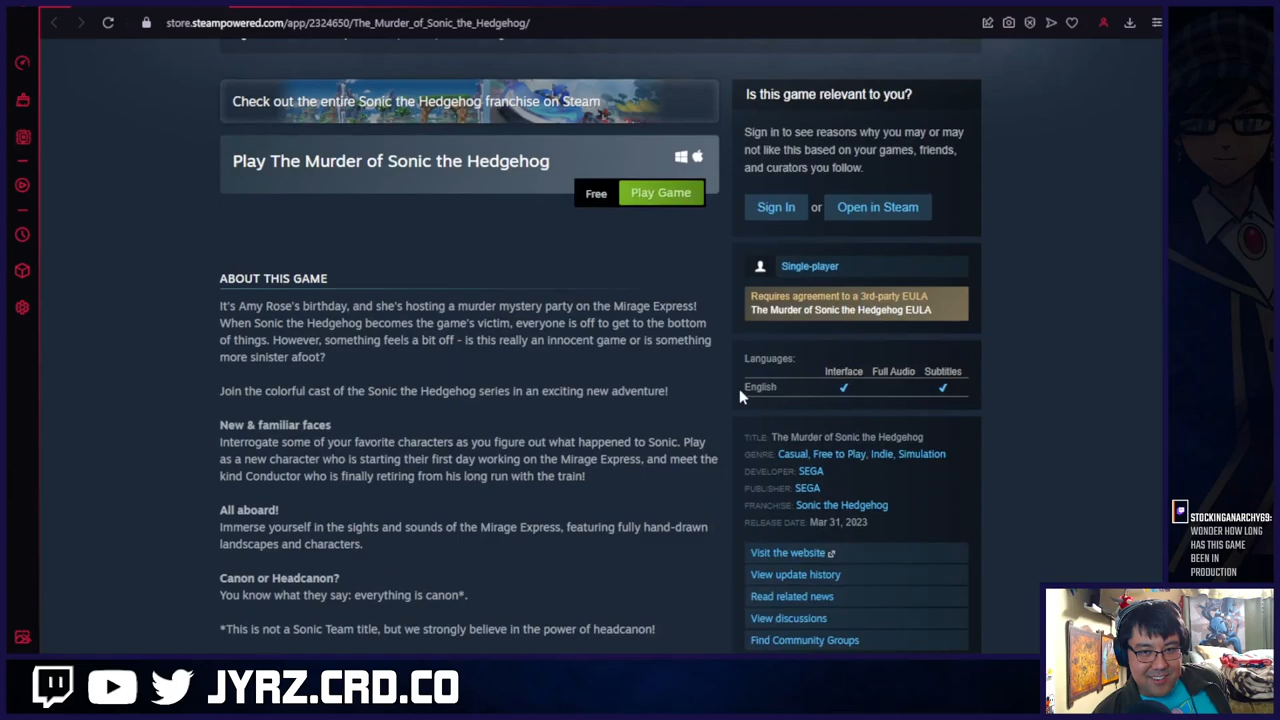 store.steampowered.com/app/2324650/The_Murder_of_Sonic_the_Hedgehog/
Check out the entire Sonic the Hedgehog franchise on Steam
Play The Murder of Sonic the Hedgehog
Free
Play Game
ABOUT THIS GAME
It's Amy Rose's birthday, and she's hosting a murder mystery party on the Mirage Express!
When Sonic the Hedgehog becomes the game's victim, everyone is off to get to the bottom
of things. However, something feels a bit off - is this really an innocent game or is something
more sinister afoot?
Join the colorful cast of the Sonic the Hedgehog series in an exciting new adventure!
New & familiar faces
Interrogate some of your favorite characters as you figure out what happened to Sonic. Play
as a new character who is starting their first day working on the Mirage Express, and meet the
kind Conductor who is finally retiring from his long run with the train!
All aboard!
Immerse yourself in the sights and sounds of the Mirage Express, featuring fully hand-drawn
landscapes and characters.
Canon or Headcanon?
You know what they say: everything is canon*.
*This is not a Sonic Team title, but we strongly believe in the power of headcanon!
Is this game relevant to you?
Sign in to see reasons why you may or may
not like this based on your games, friends,
and curators you follow.
Sign In or Open in Steam
Single-player
Requires agreement to a 3rd-party EULA
The Murder of Sonic the Hedgehog EULA
Languages:
Interface Full Audio Subtitles
English ✔ ✔
TITLE: The Murder of Sonic the Hedgehog
GENRE: Casual, Free to Play, Indie, Simulation
DEVELOPER: SEGA
PUBLISHER: SEGA
FRANCHISE: Sonic the Hedgehog
RELEASE DATE: Mar 31, 2023
Visit the website
View update history
Read related news
View discussions
Find Community Groups
STOCKINGANARCHY69:
WONDER HOW LONG
HAS THIS GAME
BEEN IN
PRODUCTION
JYRZ.CRD.CO